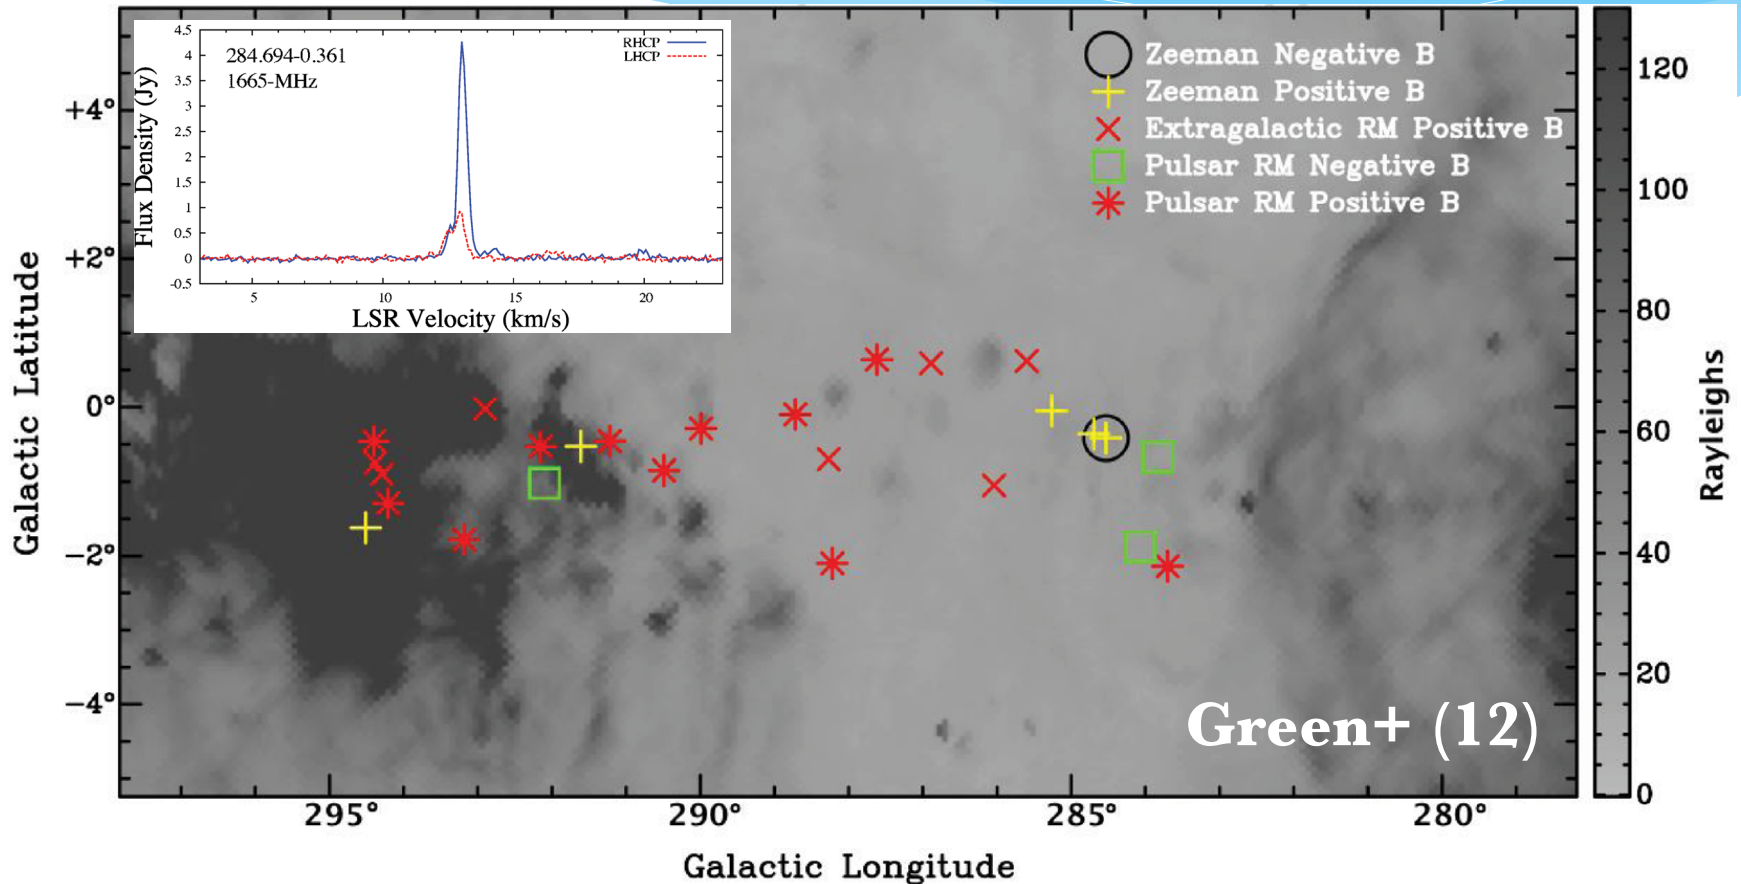 4.5
4
3.5
3
2.5
2
1.5
1
0.5
0
-0.5
Flux Density (Jy)
284.694-0.361
1665-MHz
RHCP
LHCP
5
10
15
20
LSR Velocity (km/s)
Zeeman Negative B
Zeeman Positive B
Extragalactic RM Positive B
Pulsar RM Negative B
Pulsar RM Positive B
+4°
+2°
0°
−2°
−4°
Galactic Latitude
Green+ (12)
295°
290°
285°
280°
Galactic Longitude
120
100
80
60
40
20
0
Rayleighs